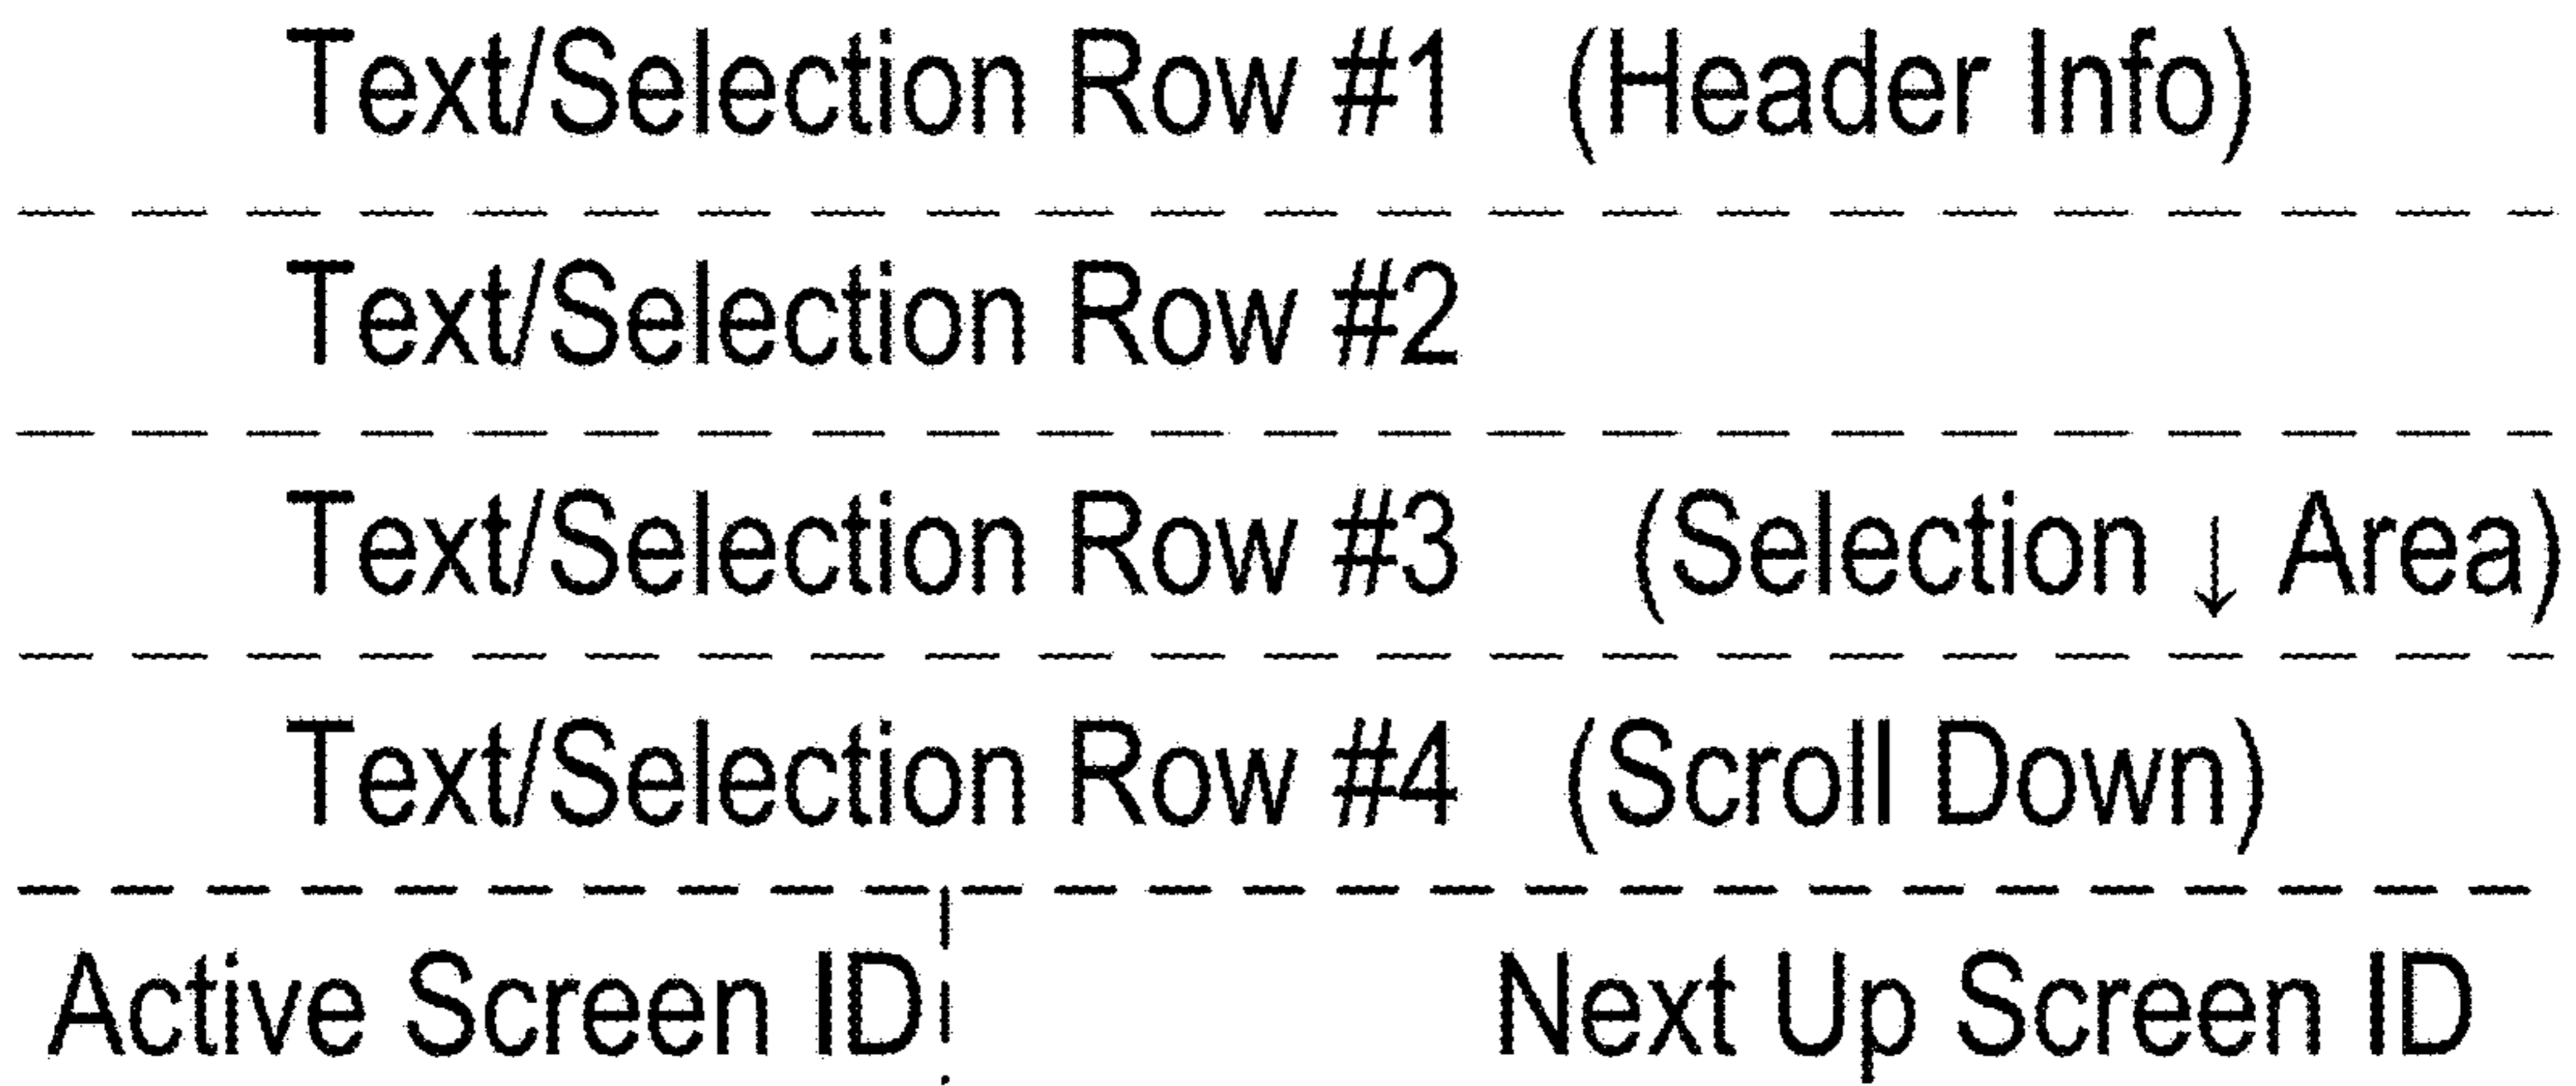 Text/Selection Row #1 (Header Info)
Text/Selection Row #2
Text/Selection Row #3 (Selection ↓ Area)
Text/Selection Row #4 (Scroll Down)
Active Screen ID Next Up Screen ID